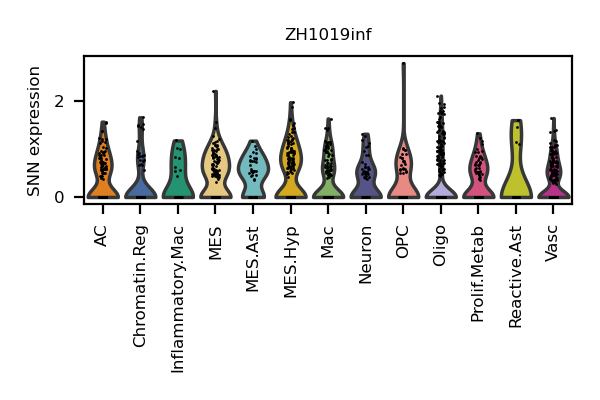 ZH1019inf
SNN expression
2
0
AC
Chromatin.Reg
Inflammatory.Mac
MES
MES.Ast
MES.Hyp
Mac
Neuron
OPC
Oligo
Prolif.Metab
Reactive.Ast
Vasc